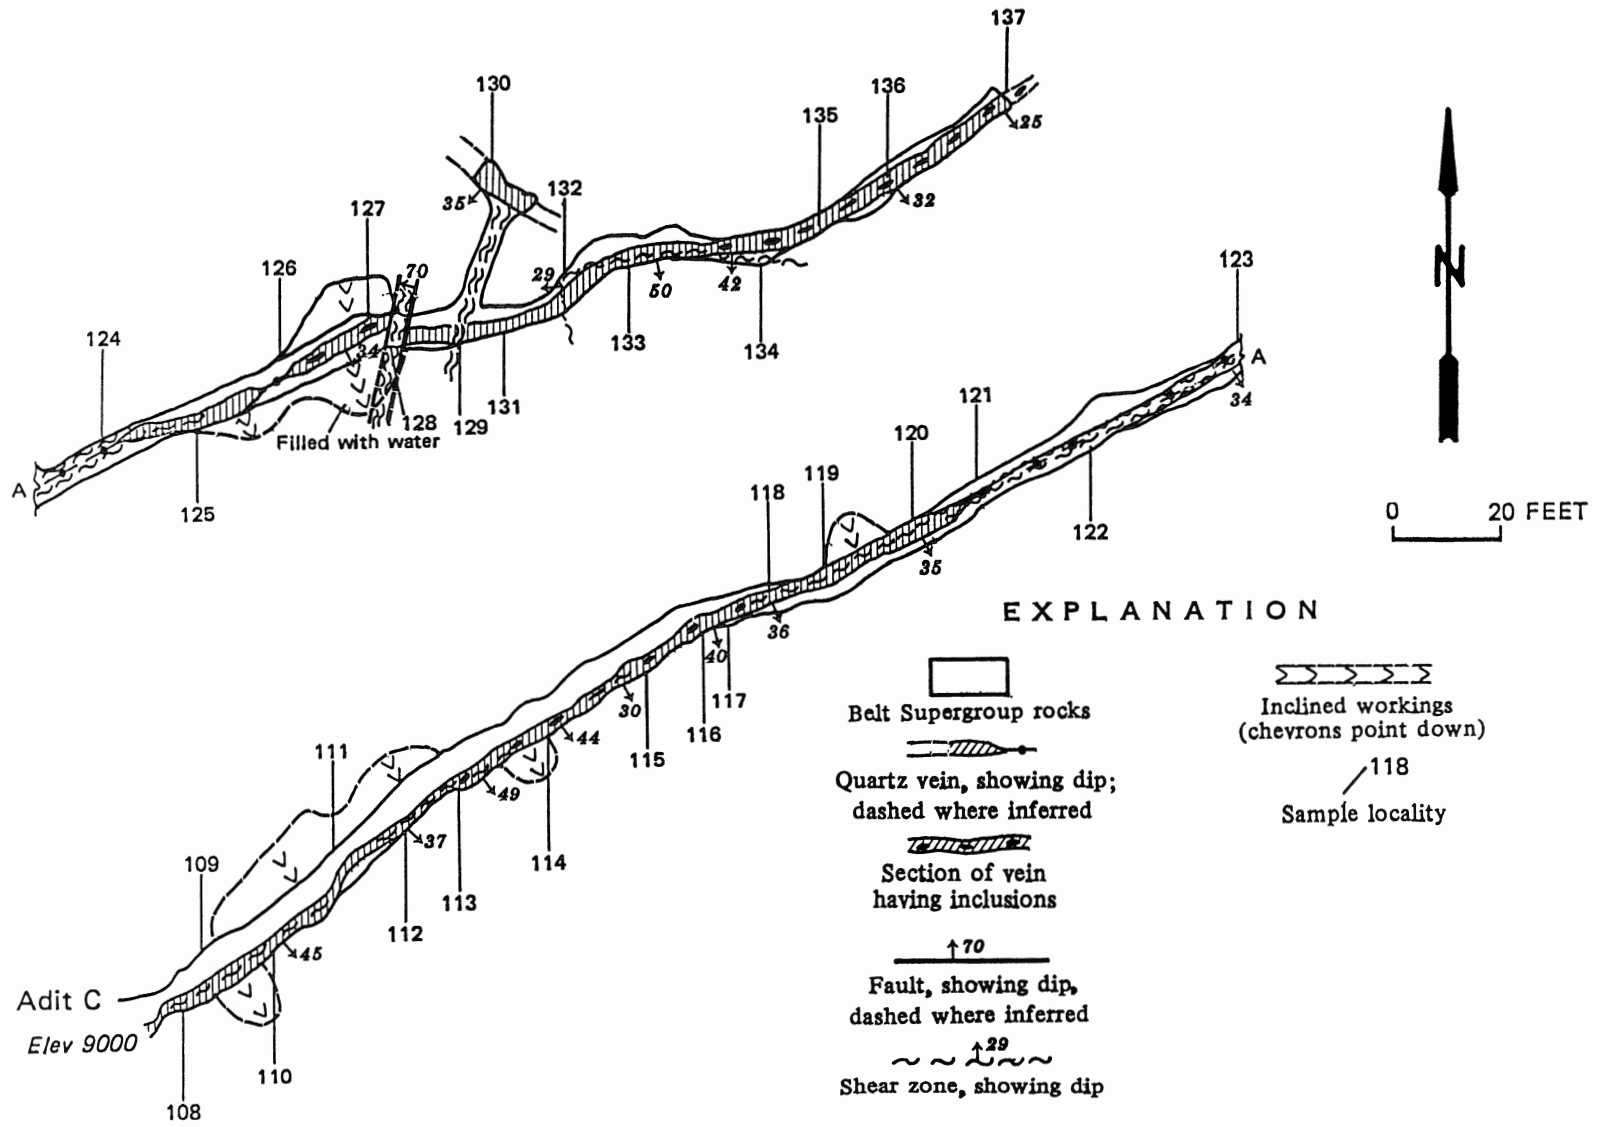 137
130
136
135
25
132
35
32
127
126
70
29
50
42
123
124
34
133
134
A
128
131
129
Filled with water
34
121
A
120
125
119
118
122
35
0 20 FEET
N
36
40
117
116
30
115
44
111
49
37
114
109
113
112
45
Adit C
Elev 9000
110
108
EXPLANATION
Belt Supergroup rocks
Quartz vein, showing dip;
dashed where inferred
Section of vein
having inclusions
70
Fault, showing dip,
dashed where inferred
29
Shear zone, showing dip
Inclined workings
(chevrons point down)
118
Sample locality